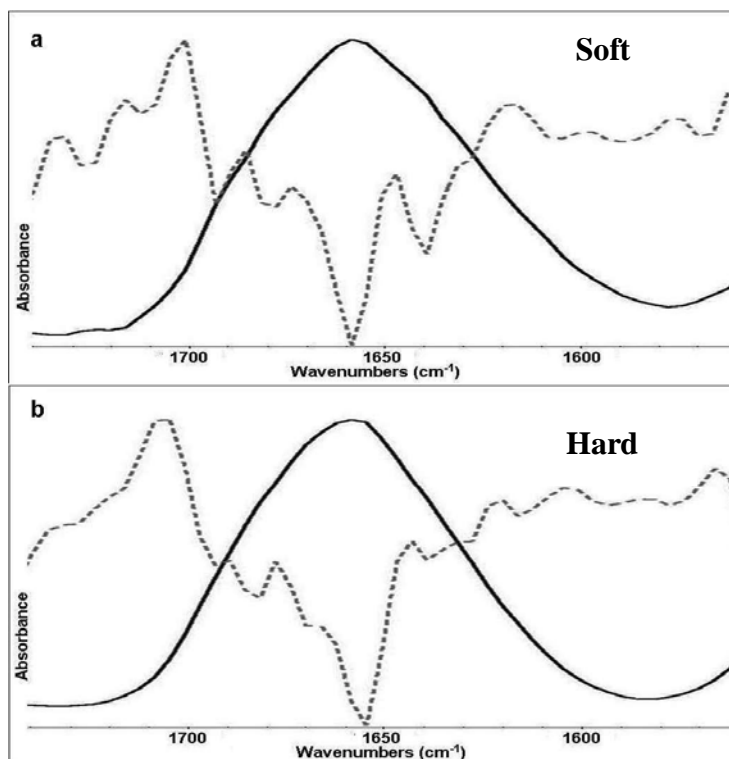 a
Soft
Absorbance
1700
1650
1600
Wavenumbers (cm⁻¹)
b
Hard
Absorbance
1700
1650
1600
Wavenumbers (cm⁻¹)